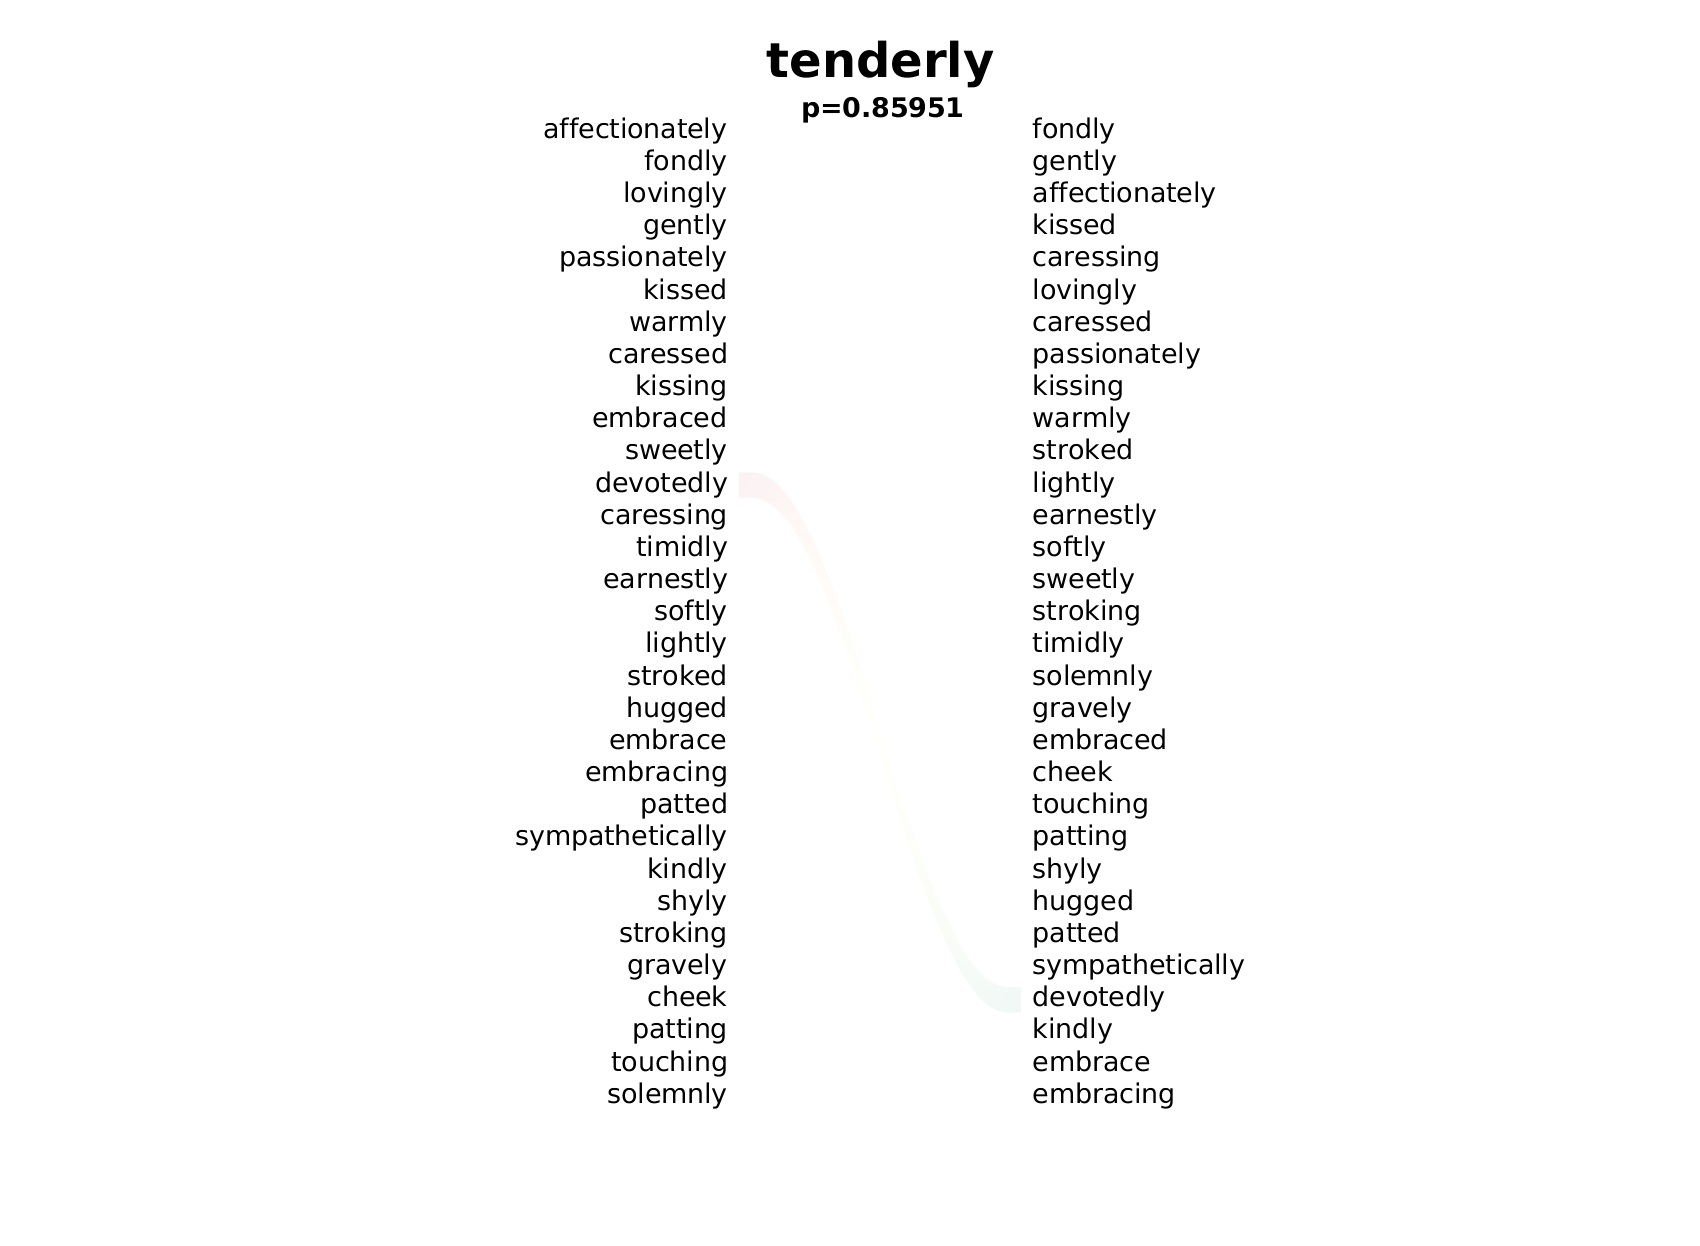 tenderly
p=0.85951
affectionately fondly
fondly gently
lovingly affectionately
gently kissed
passionately caressing
kissed lovingly
warmly caressed
caressed passionately
kissing kissing
embraced warmly
sweetly stroked
devotedly lightly
caressing earnestly
timidly softly
earnestly sweetly
softly stroking
lightly timidly
stroked solemnly
hugged gravely
embrace embraced
embracing cheek
patted touching
sympathetically patting
kindly shyly
shyly hugged
stroking patted
gravely sympathetically
cheek devotedly
patting kindly
touching embrace
solemnly embracing